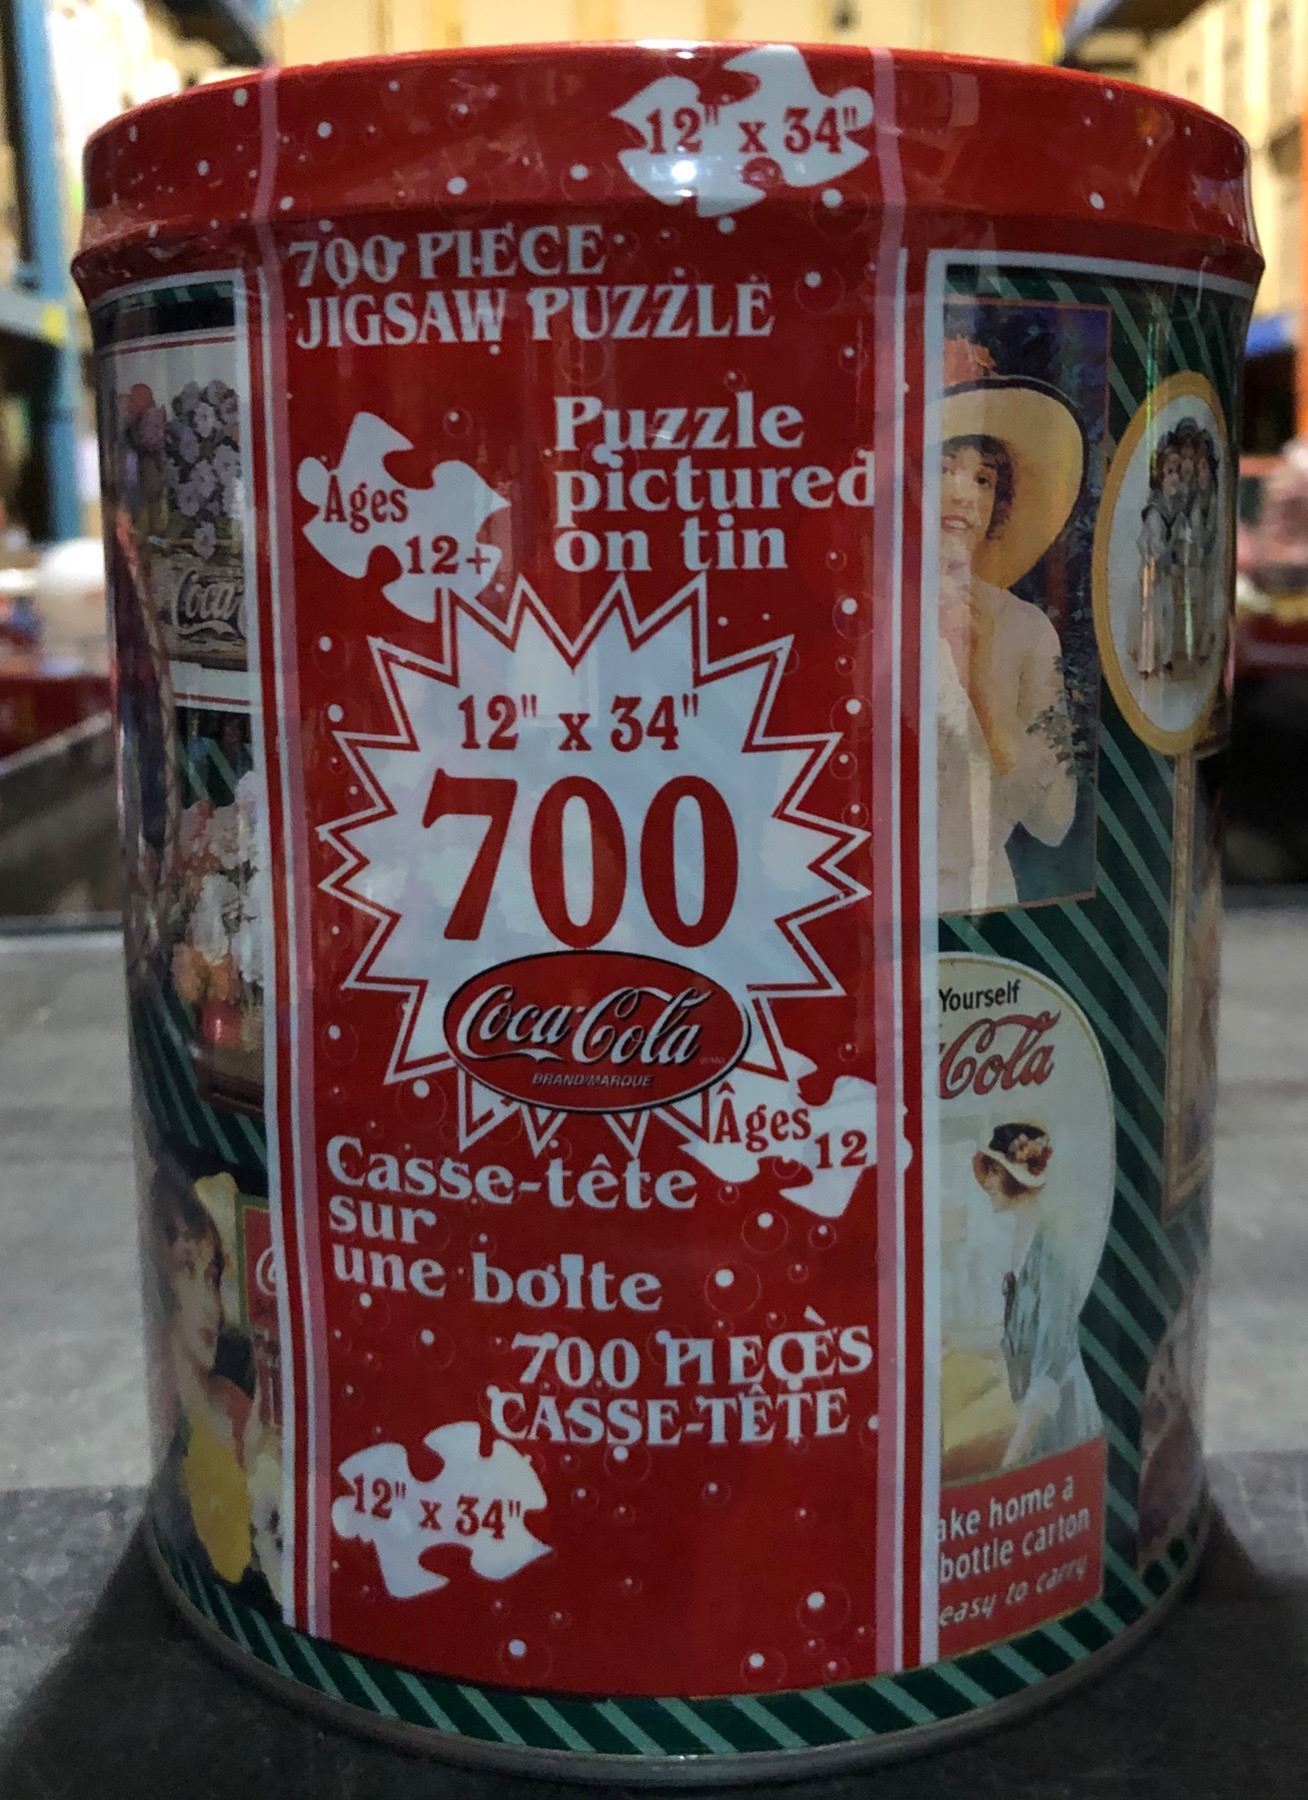 12" x 34"
700 PIECE
JIGSAW PUZZLE
Puzzle
pictured
on tin
Ages
12+
12" x 34"
700
Coca-Cola
BRAND/MARQUE
Âges
12
Casse-tête
sur
une boîte
700 PIECÈS
CASSE-TÊTE
12" x 34"
Coca
Yourself
Cola
ake home a
bottle carton
easy to carry